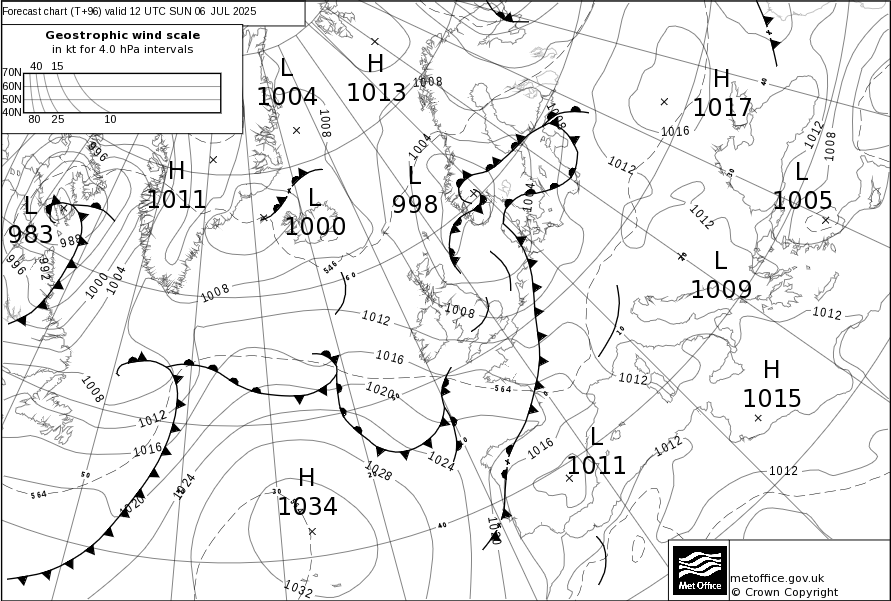 Forecast chart (T+96) valid 12 UTC SUN 06 JUL 2025
Geostrophic wind scale
in kt for 4.0 hPa intervals
40 15
70N
60N
50N
40N
80 25 10
L
1004
H
1013
1008
H
1017
1016
1008
1004
1008
996
H
1011
L
983
988
996
992
1000
1004
L
1000
L
998
1004
1012
1012
1012
1008
L
1005
L
1009
1012
1008
546
60
1012
1008
1016
1020
564
1012
H
1015
1008
1012
1016
1020
1024
564
50
1028
1024
1016
L
1011
1012
1012
H
1034
30
40
1032
metoffice.gov.uk
© Crown Copyright
Met Office